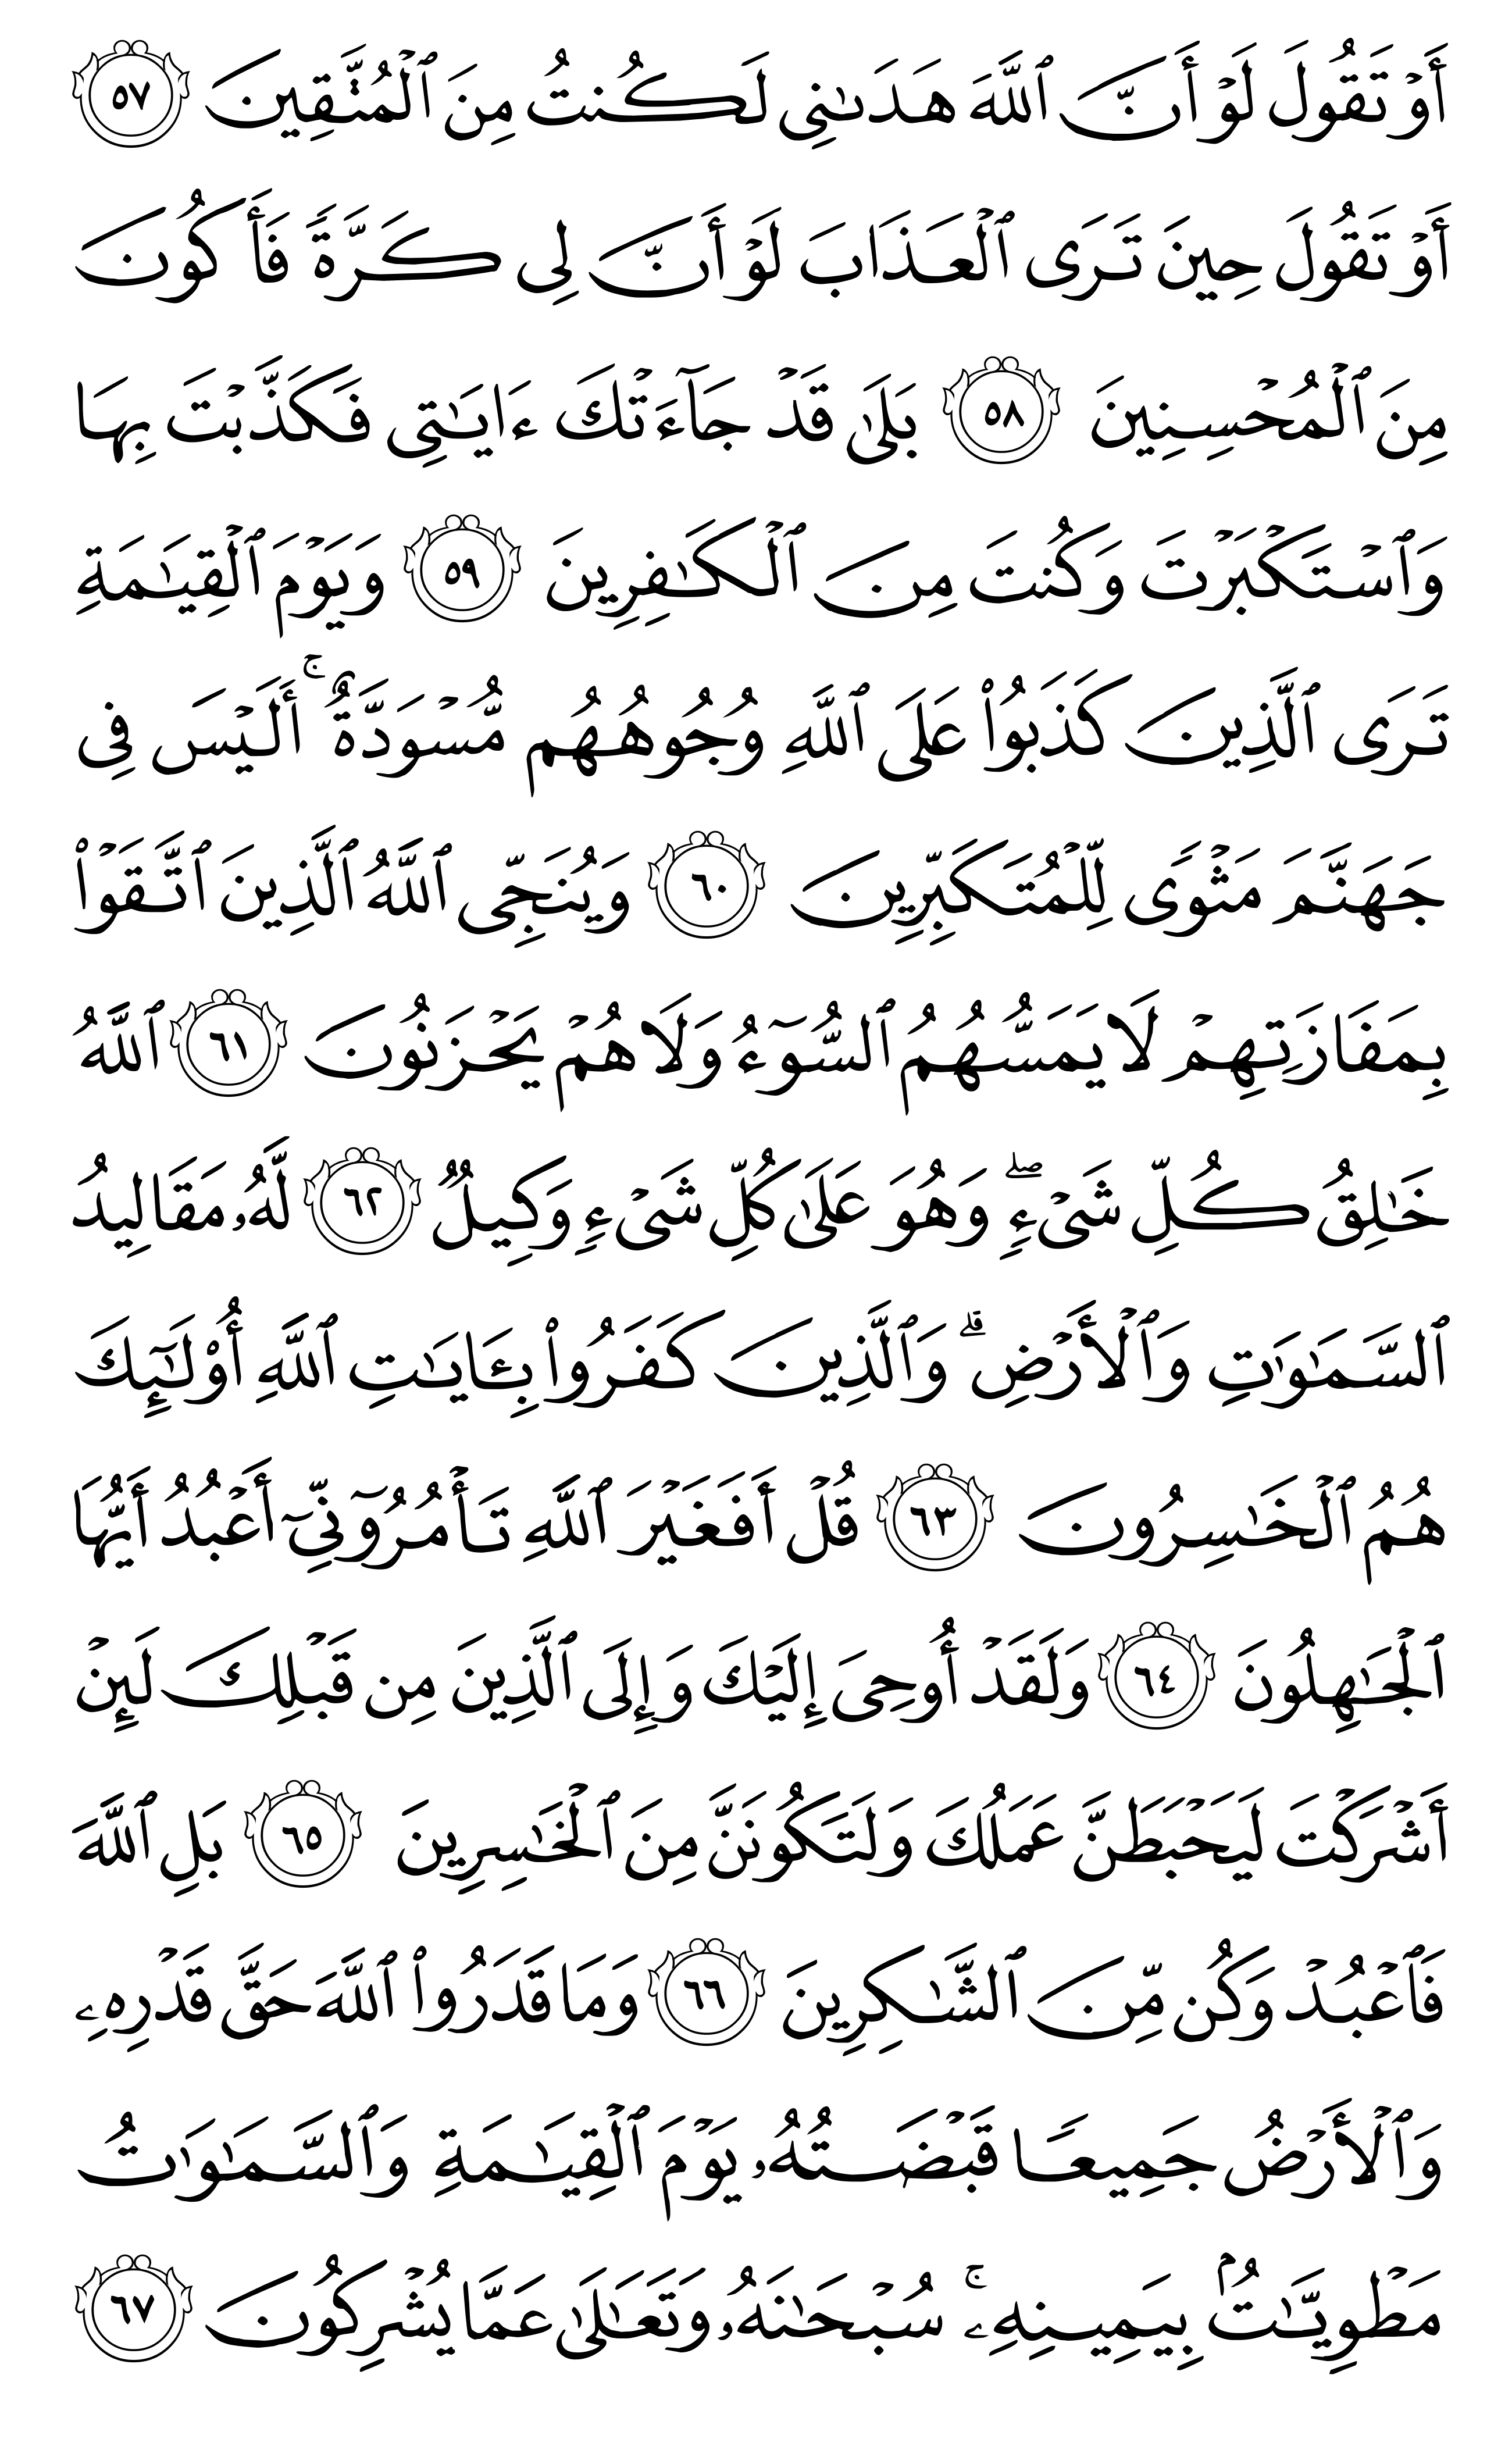 أَوۡ تَقُولَ لَوۡ أَنَّ ٱللَّهَ هَدَىٰنِي لَكُنتُ مِنَ ٱلۡمُتَّقِينَ ٥٧
أَوۡ تَقُولَ حِينَ تَرَى ٱلۡعَذَابَ لَوۡ أَنَّ لِي كَرَّةٗ فَأَكُونَ
مِنَ ٱلۡمُحۡسِنِينَ ٥٨ بَلَىٰ قَدۡ جَآءَتۡكَ ءَايَٰتِي فَكَذَّبۡتَ بِهَا
وَٱسۡتَكۡبَرۡتَ وَكُنتَ مِنَ ٱلۡكَٰفِرِينَ ٥٩ وَيَوۡمَ ٱلۡقِيَٰمَةِ
تَرَى ٱلَّذِينَ كَذَبُواْ عَلَى ٱللَّهِ وُجُوهُهُم مُّسۡوَدَّةٌۚ أَلَيۡسَ فِي
جَهَنَّمَ مَثۡوٗى لِّلۡمُتَكَبِّرِينَ ٦٠ وَيُنَجِّي ٱللَّهُ ٱلَّذِينَ ٱتَّقَوۡاْ
بِمَفَازَتِهِمۡ لَا يَمَسُّهُمُ ٱلسُّوٓءُ وَلَا هُمۡ يَحۡزَنُونَ ٦١ ٱللَّهُ
خَٰلِقُ كُلِّ شَيۡءٖۖ وَهُوَ عَلَىٰ كُلِّ شَيۡءٖ وَكِيلٞ ٦٢ لَّهُۥ مَقَالِيدُ
ٱلسَّمَٰوَٰتِ وَٱلۡأَرۡضِۗ وَٱلَّذِينَ كَفَرُواْ بِـَٔايَٰتِ ٱللَّهِ أُوْلَٰٓئِكَ
هُمُ ٱلۡخَٰسِرُونَ ٦٣ قُلۡ أَفَغَيۡرَ ٱللَّهِ تَأۡمُرُوٓنِّيٓ أَعۡبُدُ أَيُّهَا
ٱلۡجَٰهِلُونَ ٦٤ وَلَقَدۡ أُوحِيَ إِلَيۡكَ وَإِلَى ٱلَّذِينَ مِن قَبۡلِكَ لَئِنۡ
أَشۡرَكۡتَ لَيَحۡبَطَنَّ عَمَلُكَ وَلَتَكُونَنَّ مِنَ ٱلۡخَٰسِرِينَ ٦٥ بَلِ ٱللَّهَ
فَٱعۡبُدۡ وَكُن مِّنَ ٱلشَّٰكِرِينَ ٦٦ وَمَا قَدَرُواْ ٱللَّهَ حَقَّ قَدۡرِهِۦ
وَٱلۡأَرۡضُ جَمِيعٗا قَبۡضَتُهُۥ يَوۡمَ ٱلۡقِيَٰمَةِ وَٱلسَّمَٰوَٰتُ
مَطۡوِيَّٰتُۢ بِيَمِينِهِۦۚ سُبۡحَٰنَهُۥ وَتَعَٰلَىٰ عَمَّا يُشۡرِكُونَ ٦٧